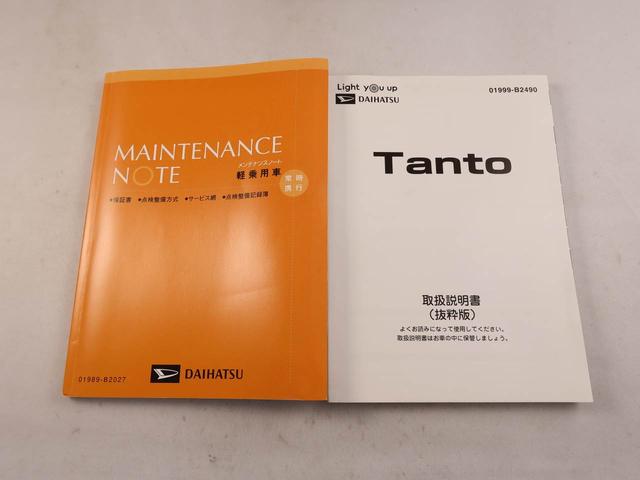 MAINTENANCE
NOTE
メンテナンスノート
軽乗用車
常時
携行
●保証書 ●点検整備方式 ●サービス網 ●点検整備記録簿
01989-B2027
DAIHATSU
Light you up
DAIHATSU
01999-B2490
Tanto
取扱説明書
(抜粋版)
よくお読みになって使用してください。
取扱説明書はお車の中に保管しましょう。